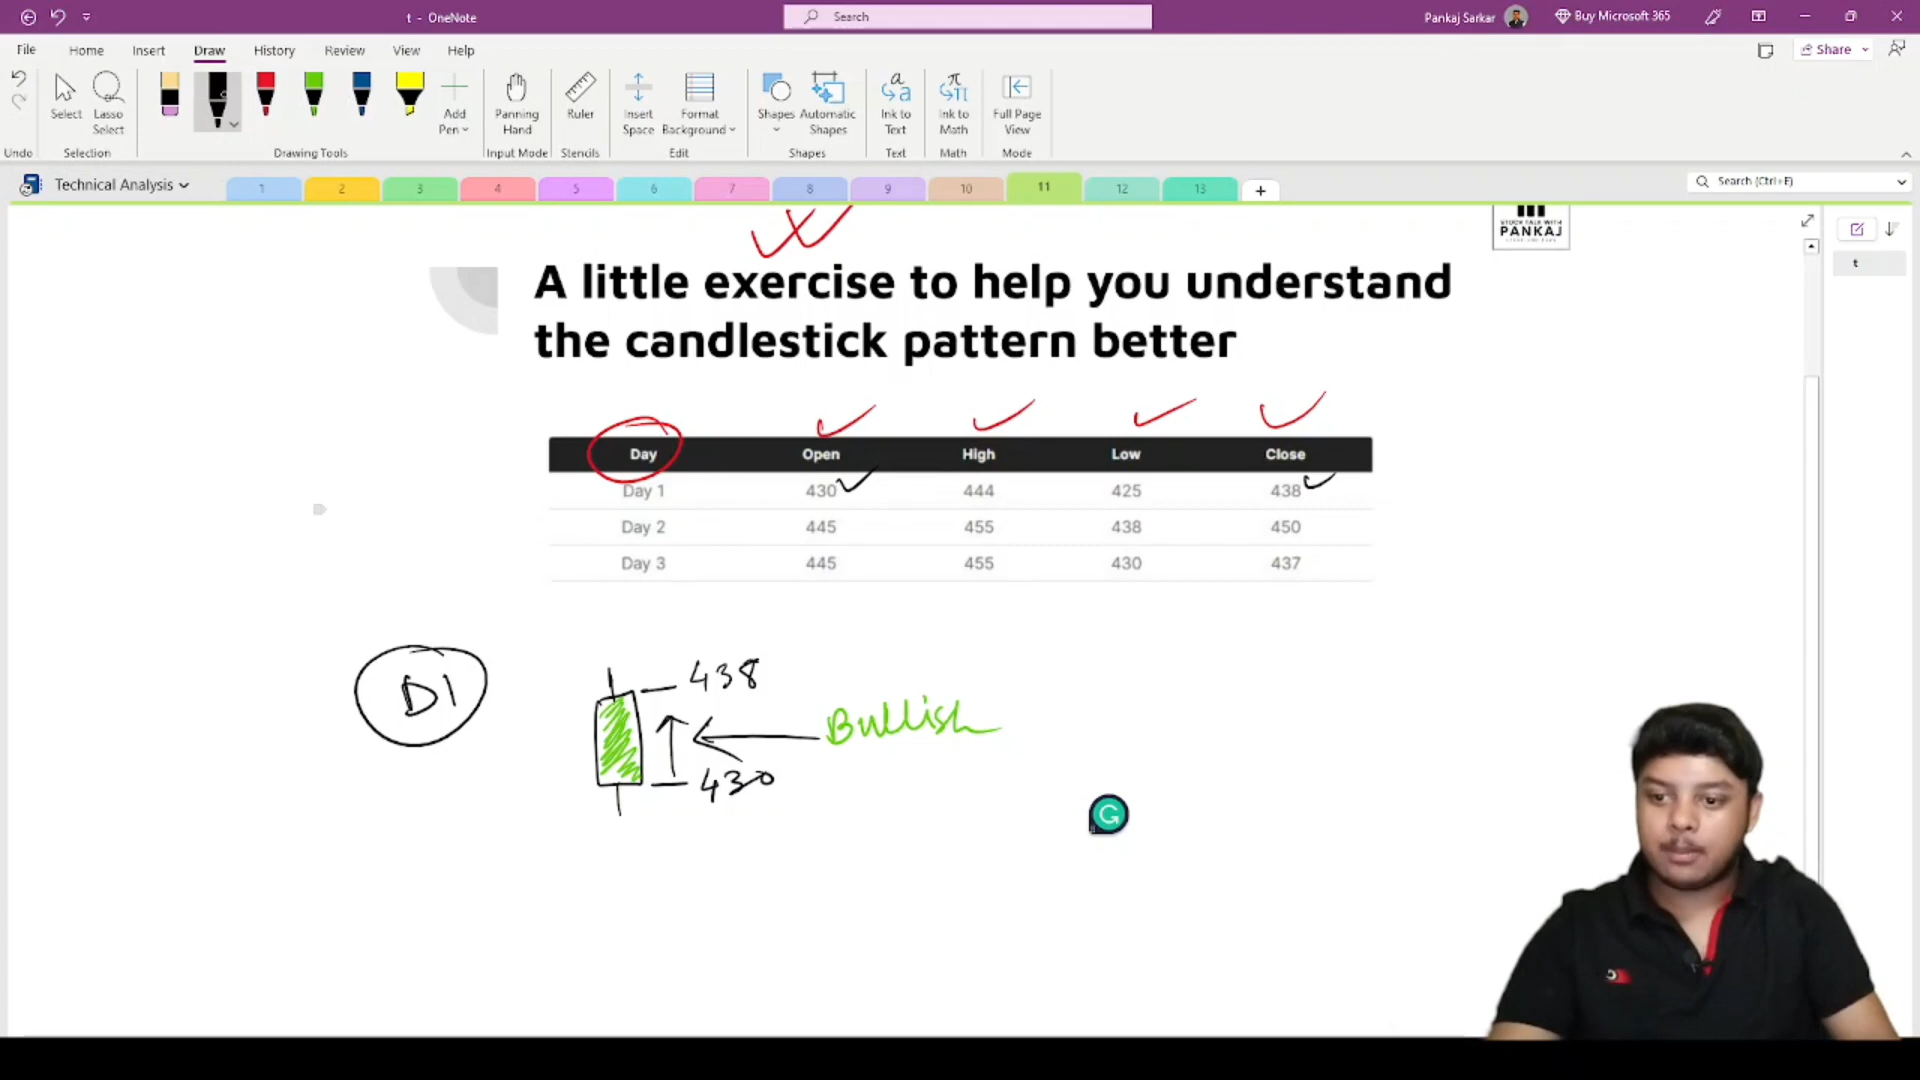 t - OneNote
Search
Pankaj Sarkar
Buy Microsoft 365
File Home Insert Draw History Review View Help
Share
Select
Lasso Select
Add Pen
Panning Hand
Ruler
Insert Space
Format Background
Shapes
Automatic Shapes
Ink to Text
Ink to Math
Full Page View
Undo Selection Drawing Tools Input Mode Stencils Edit Shapes Text Math Mode
Technical Analysis 1 2 3 4 5 6 7 8 9 10 11 12 13 +
Search (Ctrl+E)
STOCK TALK WITH
PANKAJ
t
A little exercise to help you understand
the candlestick pattern better
Day Open High Low Close
Day 1 430 444 425 438
Day 2 445 455 438 450
Day 3 445 455 430 437
D1
438
Bullish
430